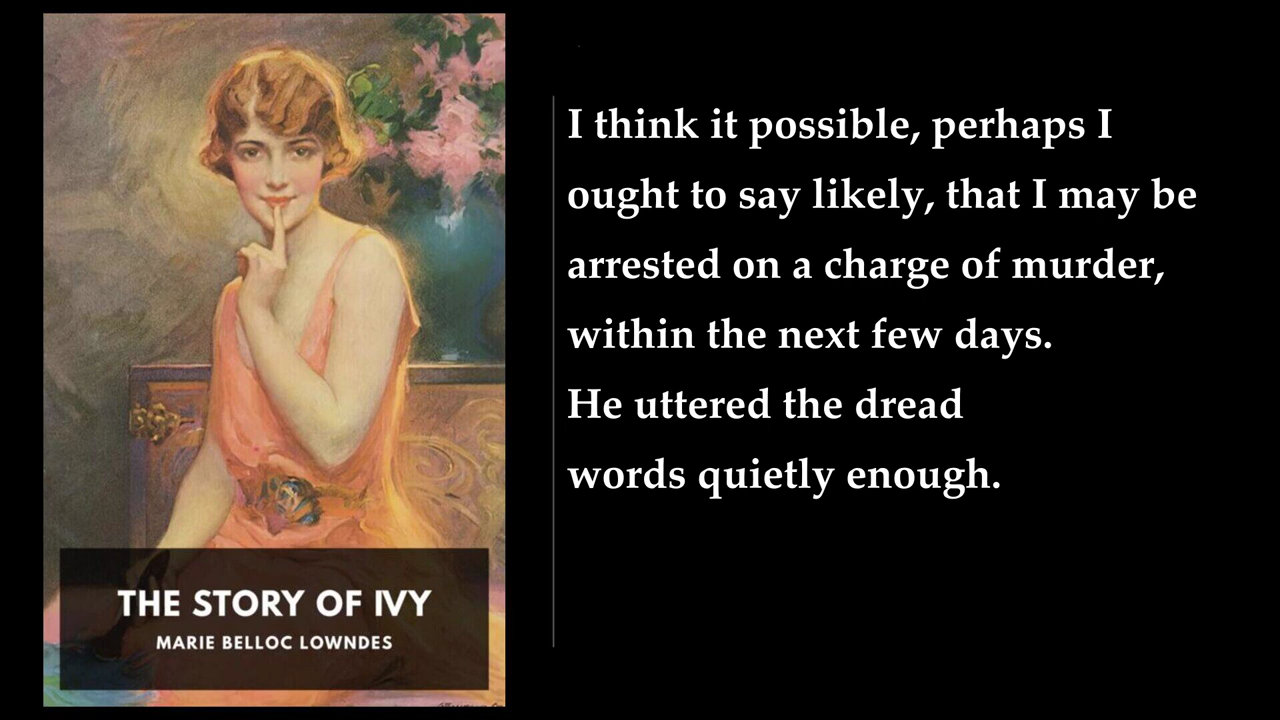 THE STORY OF IVY
MARIE BELLOC LOWNDES
I think it possible, perhaps I
ought to say likely, that I may be
arrested on a charge of murder,
within the next few days.
He uttered the dread
words quietly enough.